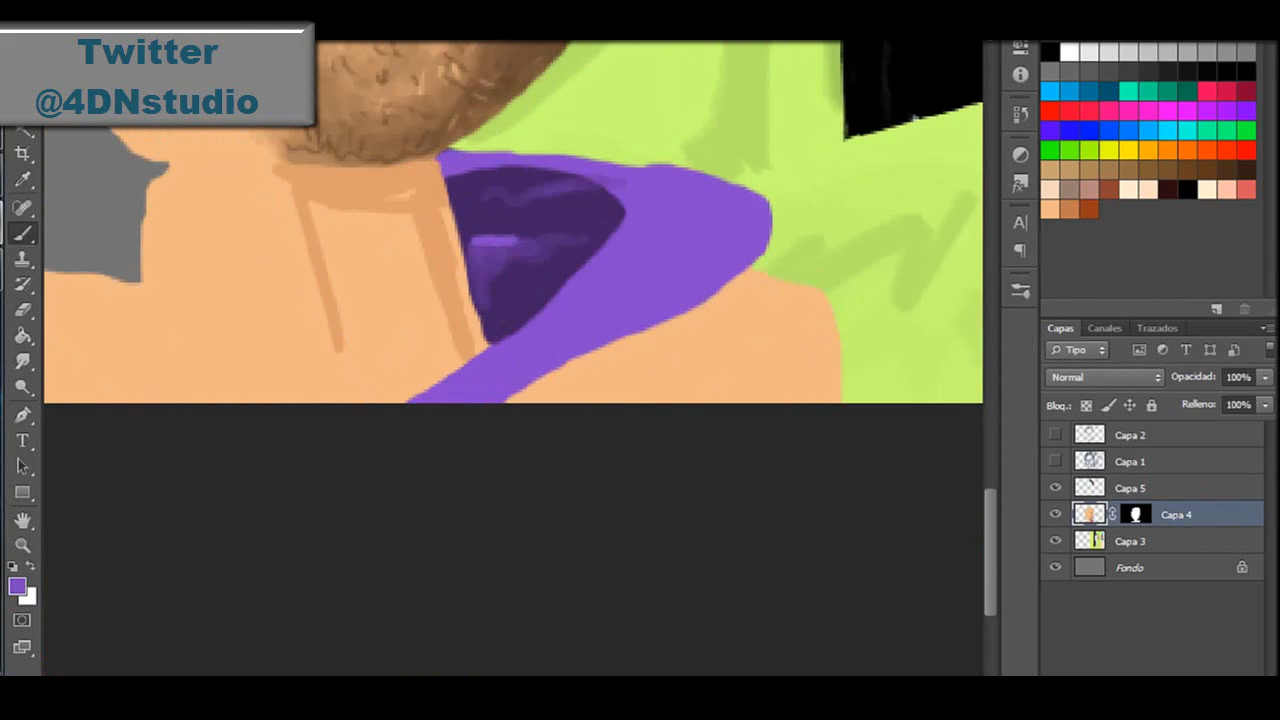 Twitter
@4DNstudio
Capas Canales Trazados
Tipo
Normal Opacidad: 100%
Bloq.: Relleno: 100%
Capa 2
Capa 1
Capa 5
Capa 4
Capa 3
Fondo